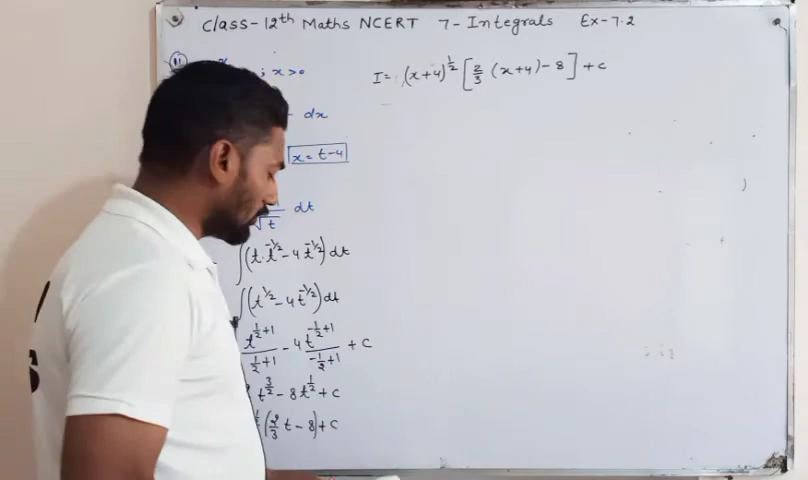 Class-12th Maths NCERT 7-Integrals Ex-7.2
11 ; x>0
dx
x = t-4
√t dt
∫(t.t^-1/2 - 4 t^-1/2) dt
∫(t^1/2 - 4t^-1/2) dt
t^1/2+1 / 1/2+1 - 4 t^-1/2+1 / -1/2+1 + c
t^3/2 - 8t^1/2 + c
(2/3 t - 8) + c
I = (x+4)^1/2 [2/3 (x+4) - 8] + c